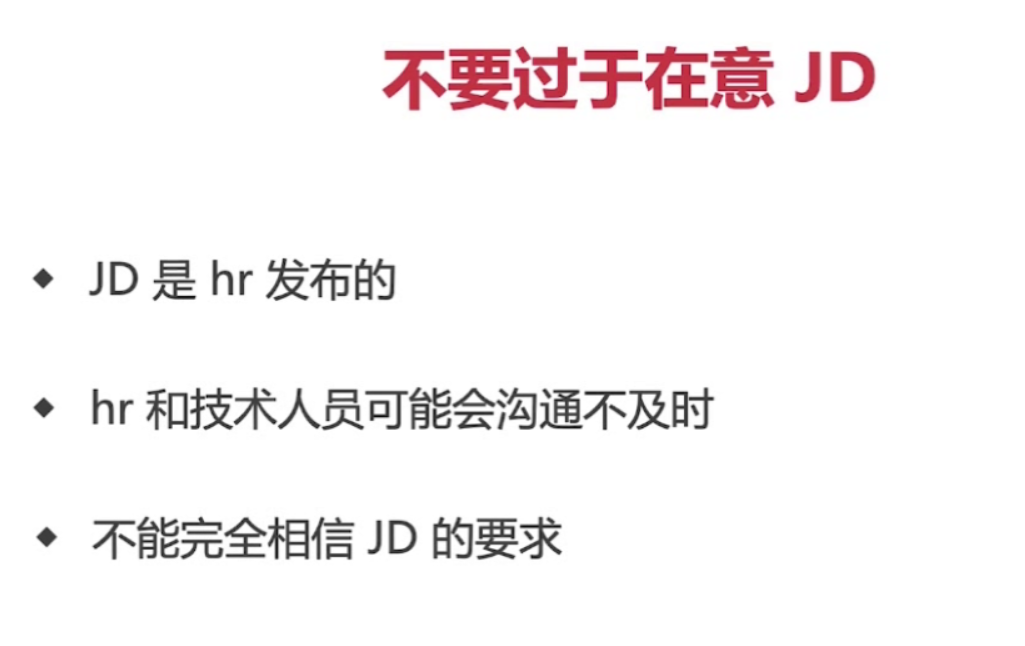 不要过于在意 JD
◆ JD 是 hr 发布的
◆ hr 和技术人员可能会沟通不及时
◆ 不能完全相信 JD 的要求